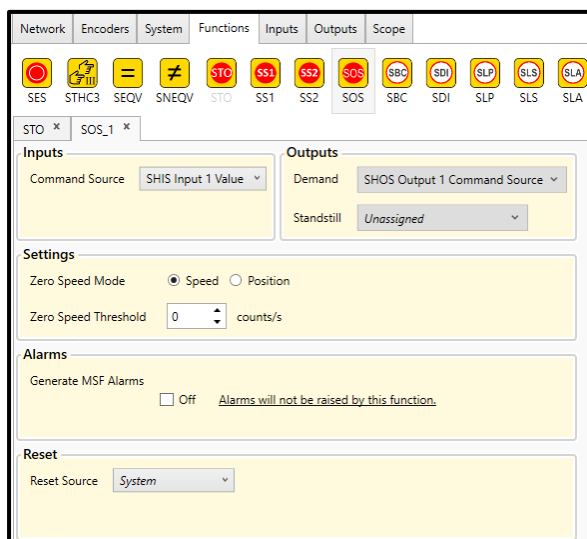 Network Encoders System Functions Inputs Outputs Scope
STO SS1 SS2 SOS SBC SDI SLP SLS SLA
SES STHC3 SEQV SNEQV STO SS1 SS2 SOS SBC SDI SLP SLS SLA
STO x SOS_1 x
Inputs
Command Source SHIS Input 1 Value
Outputs
Demand SHOS Output 1 Command Source
Standstill Unassigned
Settings
Zero Speed Mode Speed Position
Zero Speed Threshold 0 counts/s
Alarms
Generate MSF Alarms
Off Alarms will not be raised by this function.
Reset
Reset Source System